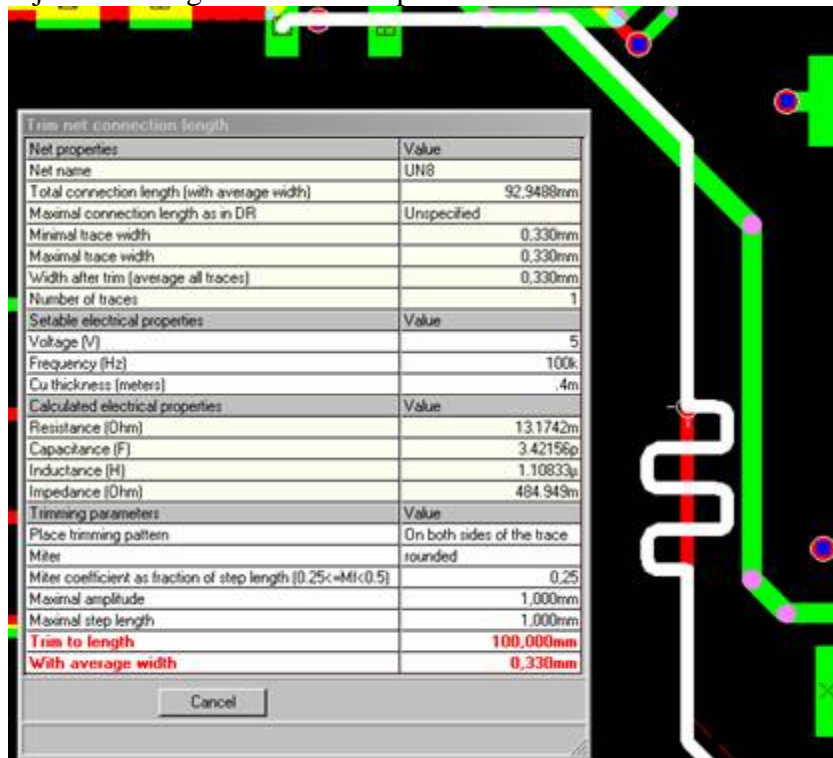 Trim net connection length
Net properties Value
Net name UN8
Total connection length (with average width) 92,9488mm
Maximal connection length as in DR Unspecified
Minimal trace width 0,330mm
Maximal trace width 0,330mm
Width after trim (average all traces) 0,330mm
Number of traces 1
Setable electrical properties Value
Voltage (V) 5
Frequency (Hz) 100k
Cu thickness (meters) .4m
Calculated electrical properties Value
Resistance (Ohm) 13.1742m
Capacitance (F) 3.42156p
Inductance (H) 1.10833µ
Impedance (Ohm) 484.949m
Trimming parameters Value
Place trimming pattern On both sides of the trace
Miter rounded
Miter coefficient as fraction of step length (0.25<=Mf<0.5) 0,25
Maximal amplitude 1,000mm
Maximal step length 1,000mm
Trim to length 100,000mm
With average width 0,330mm
Cancel